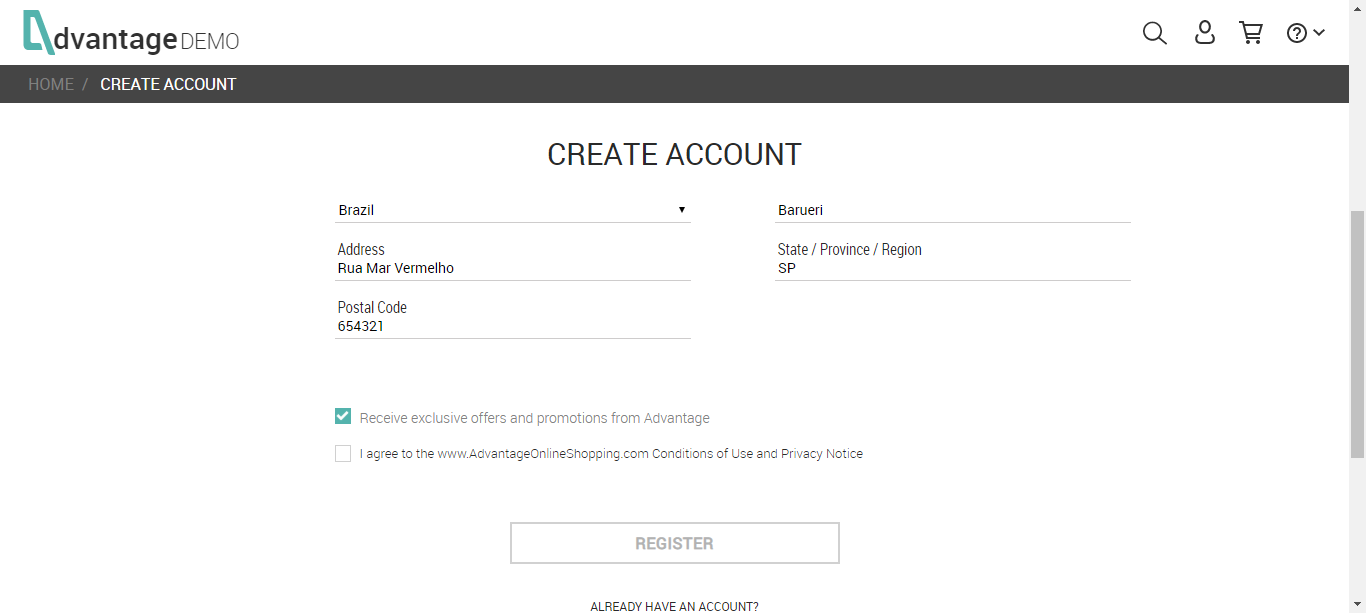 dvantage DEMO
HOME / CREATE ACCOUNT
CREATE ACCOUNT
Brazil
Barueri
Address
Rua Mar Vermelho
State / Province / Region
SP
Postal Code
654321
Receive exclusive offers and promotions from Advantage
I agree to the www.AdvantageOnlineShopping.com Conditions of Use and Privacy Notice
REGISTER
ALREADY HAVE AN ACCOUNT?